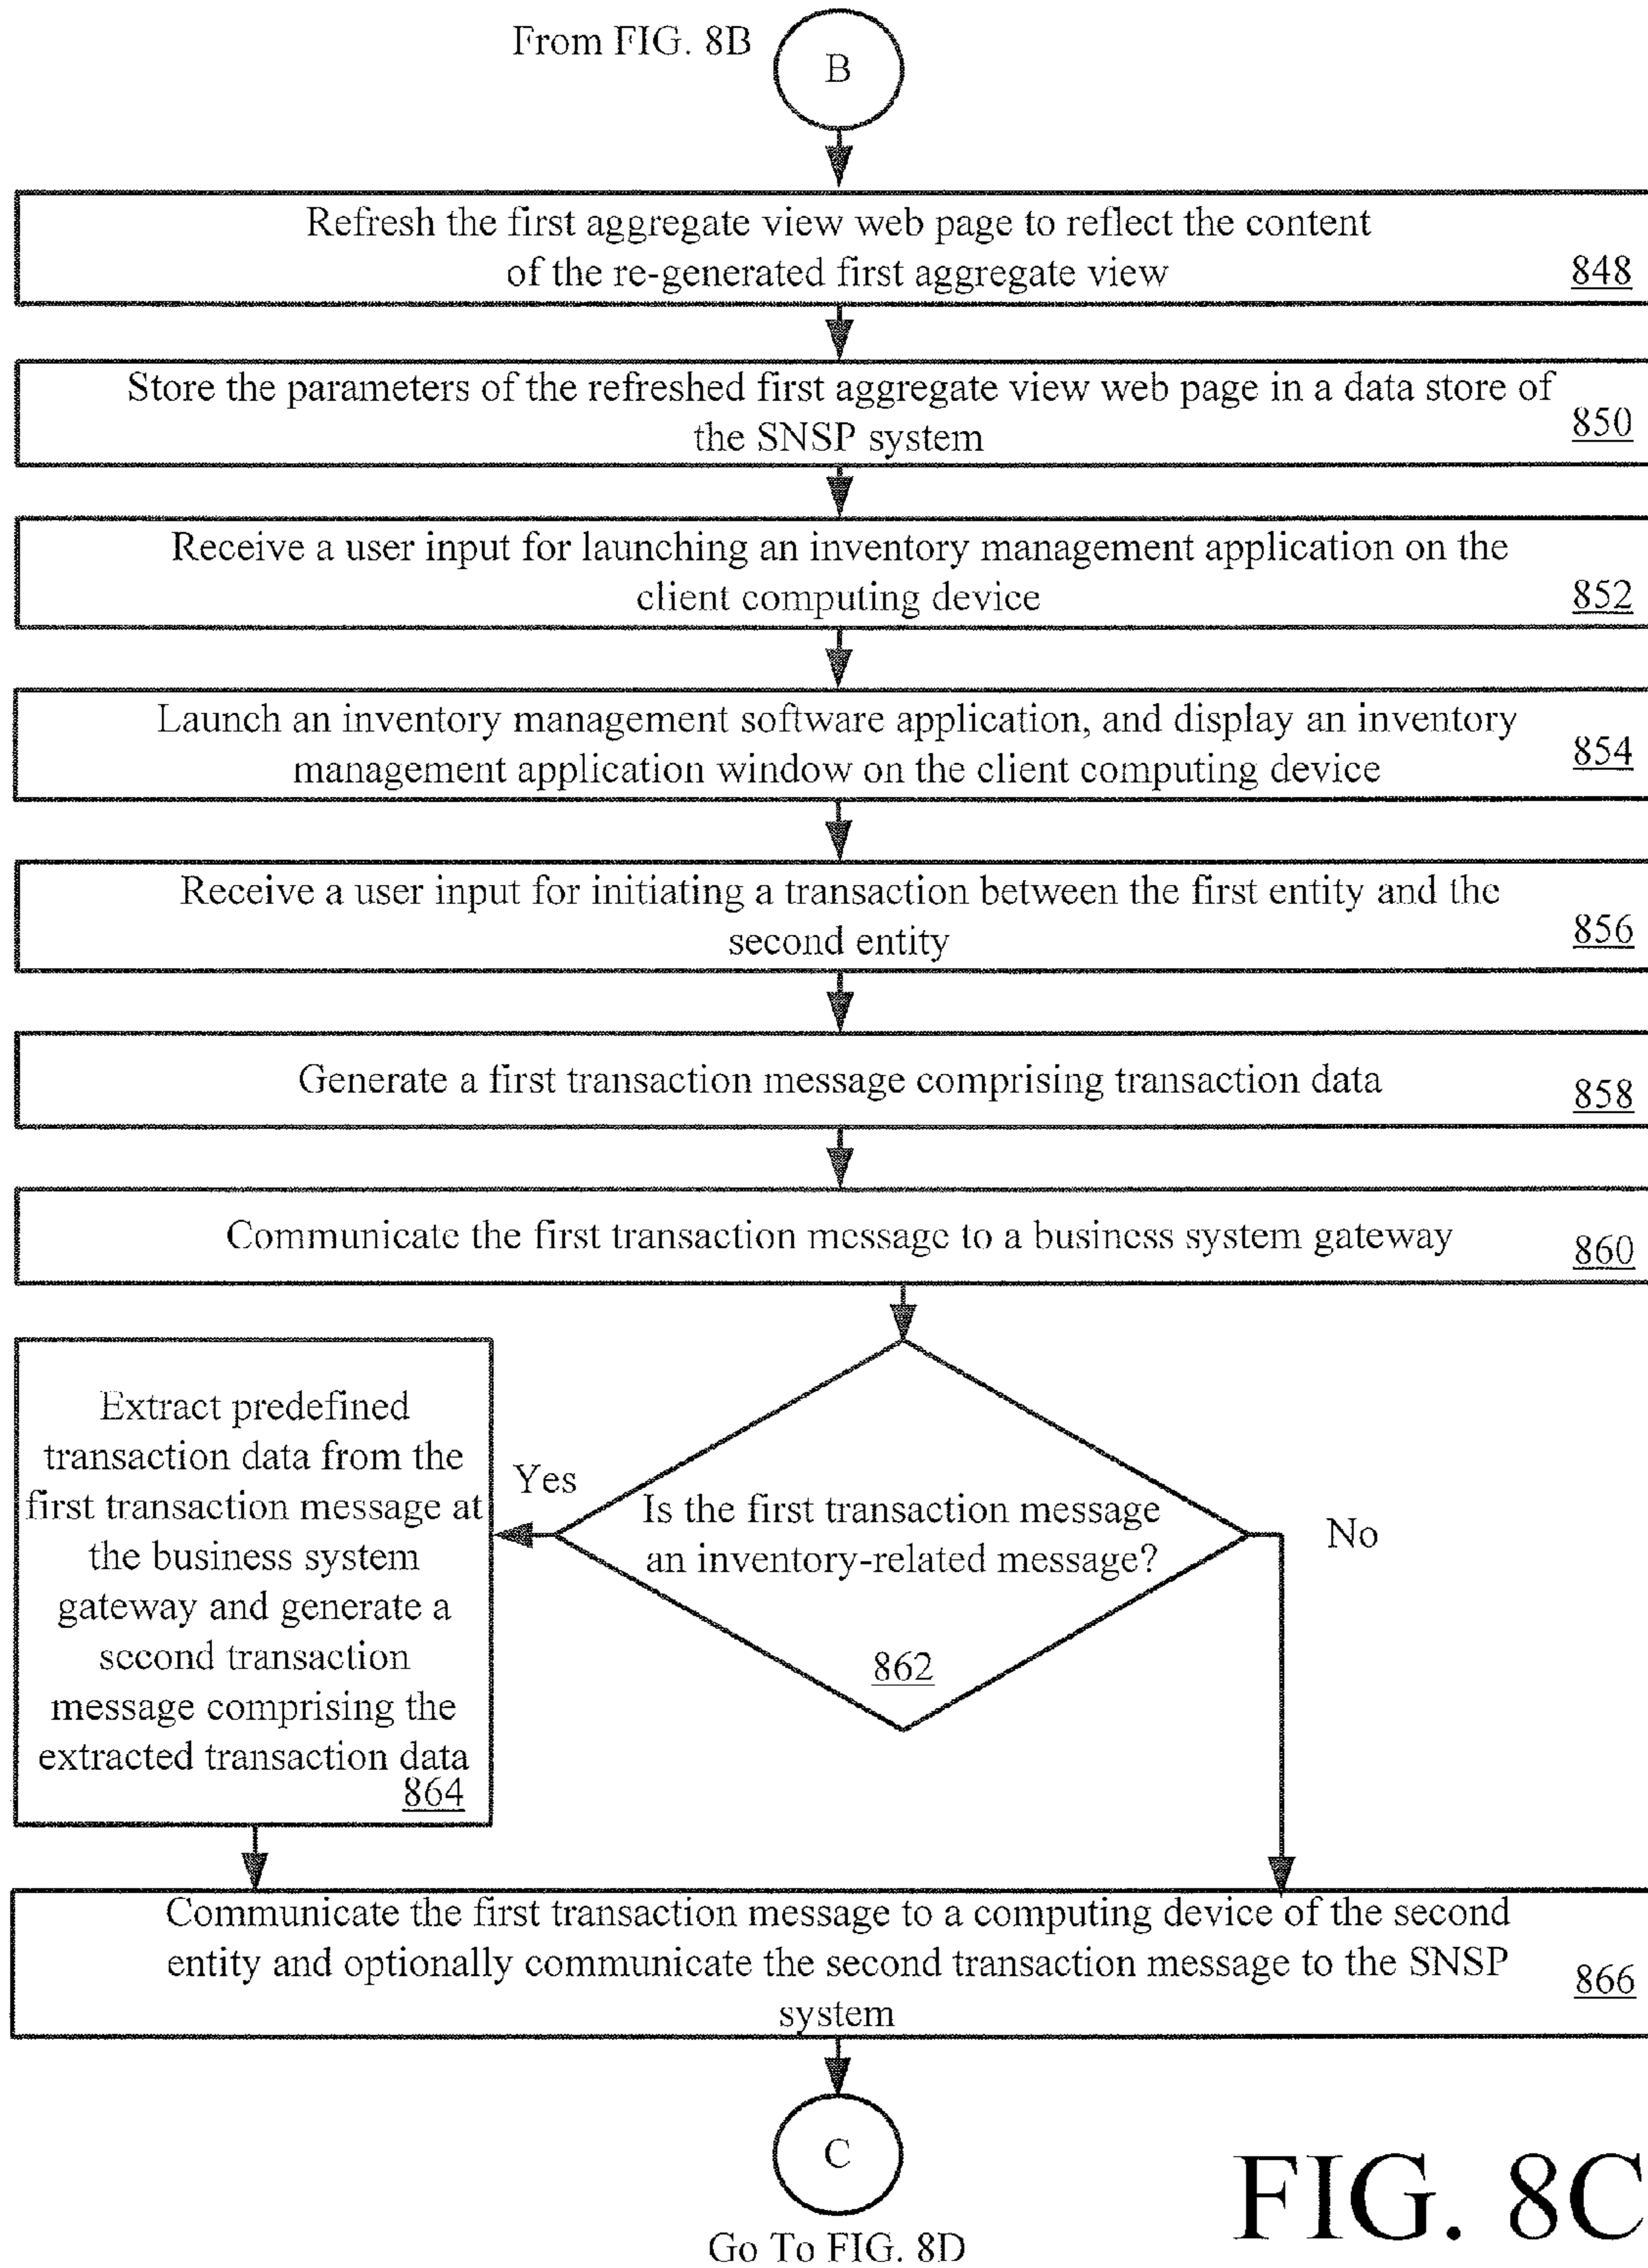 From FIG. 8B
B
Refresh the first aggregate view web page to reflect the content
of the re-generated first aggregate view
848
Store the parameters of the refreshed first aggregate view web page in a data store of
the SNSP system
850
Receive a user input for launching an inventory management application on the
client computing device
852
Launch an inventory management software application, and display an inventory
management application window on the client computing device
854
Receive a user input for initiating a transaction between the first entity and the
second entity
856
Generate a first transaction message comprising transaction data
858
Communicate the first transaction message to a business system gateway
860
Extract predefined
transaction data from the
first transaction message at
the business system
gateway and generate a
second transaction
message comprising the
extracted transaction data
864
Yes
Is the first transaction message
an inventory-related message?
862
No
Communicate the first transaction message to a computing device of the second
entity and optionally communicate the second transaction message to the SNSP
system
866
C
Go To FIG. 8D
FIG. 8C